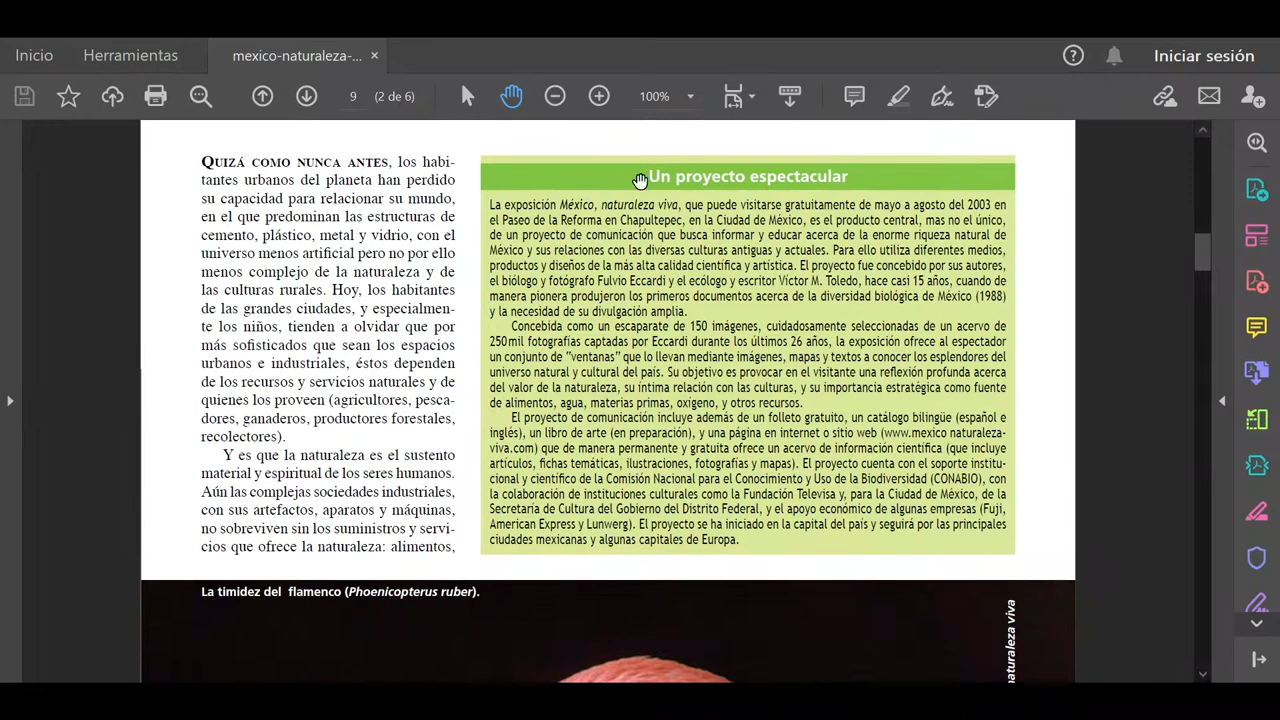 Inicio
Herramientas
mexico-naturaleza-...
Iniciar sesión
9
(2 de 6)
100%
QUIZÁ COMO NUNCA ANTES, los habi-
tantes urbanos del planeta han perdido
su capacidad para relacionar su mundo,
en el que predominan las estructuras de
cemento, plástico, metal y vidrio, con el
universo menos artificial pero no por ello
menos complejo de la naturaleza y de
las culturas rurales. Hoy, los habitantes
de las grandes ciudades, y especialmen-
te los niños, tienden a olvidar que por
más sofisticados que sean los espacios
urbanos e industriales, éstos dependen
de los recursos y servicios naturales y de
quienes los proveen (agricultores, pesca-
dores, ganaderos, productores forestales,
recolectores).
Y es que la naturaleza es el sustento
material y espiritual de los seres humanos.
Aún las complejas sociedades industriales,
con sus artefactos, aparatos y máquinas,
no sobreviven sin los suministros y servi-
cios que ofrece la naturaleza: alimentos,
Un proyecto espectacular
La exposición México, naturaleza viva, que puede visitarse gratuitamente de mayo a agosto del 2003 en
el Paseo de la Reforma en Chapultepec, en la Ciudad de México, es el producto central, mas no el único,
de un proyecto de comunicación que busca informar y educar acerca de la enorme riqueza natural de
México y sus relaciones con las diversas culturas antiguas y actuales. Para ello utiliza diferentes medios,
productos y diseños de la más alta calidad científica y artística. El proyecto fue concebido por sus autores,
el biólogo y fotógrafo Fulvio Eccardi y el ecólogo y escritor Víctor M. Toledo, hace casi 15 años, cuando de
manera pionera produjeron los primeros documentos acerca de la diversidad biológica de México (1988)
y la necesidad de su divulgación amplia.
Concebida como un escaparate de 150 imágenes, cuidadosamente seleccionadas de un acervo de
250 mil fotografías captadas por Eccardi durante los últimos 26 años, la exposición ofrece al espectador
un conjunto de "ventanas" que lo llevan mediante imágenes, mapas y textos a conocer los esplendores del
universo natural y cultural del país. Su objetivo es provocar en el visitante una reflexión profunda acerca
del valor de la naturaleza, su íntima relación con las culturas, y su importancia estratégica como fuente
de alimentos, agua, materias primas, oxígeno, y otros recursos.
El proyecto de comunicación incluye además de un folleto gratuito, un catálogo bilingüe (español e
inglés), un libro de arte (en preparación), y una página en internet o sitio web (www.mexico naturaleza-
viva.com) que de manera permanente y gratuita ofrece un acervo de información científica (que incluye
artículos, fichas temáticas, ilustraciones, fotografías y mapas). El proyecto cuenta con el soporte institu-
cional y científico de la Comisión Nacional para el Conocimiento y Uso de la Biodiversidad (CONABIO), con
la colaboración de instituciones culturales como la Fundación Televisa y, para la Ciudad de México, de la
Secretaría de Cultura del Gobierno del Distrito Federal, y el apoyo económico de algunas empresas (Fuji,
American Express y Lunwerg). El proyecto se ha iniciado en la capital del país y seguirá por las principales
ciudades mexicanas y algunas capitales de Europa.
La timidez del flamenco (Phoenicopterus ruber).
naturaleza viva